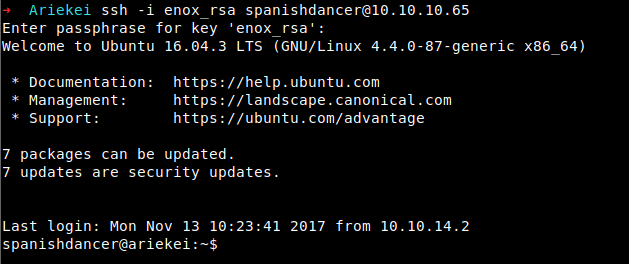 → Ariekei ssh -i enox_rsa spanishdancer@10.10.10.65
Enter passphrase for key 'enox_rsa':
Welcome to Ubuntu 16.04.3 LTS (GNU/Linux 4.4.0-87-generic x86_64)
* Documentation:  https://help.ubuntu.com
* Management:     https://landscape.canonical.com
* Support:        https://ubuntu.com/advantage
7 packages can be updated.
7 updates are security updates.
Last login: Mon Nov 13 10:23:41 2017 from 10.10.14.2
spanishdancer@ariekei:~$